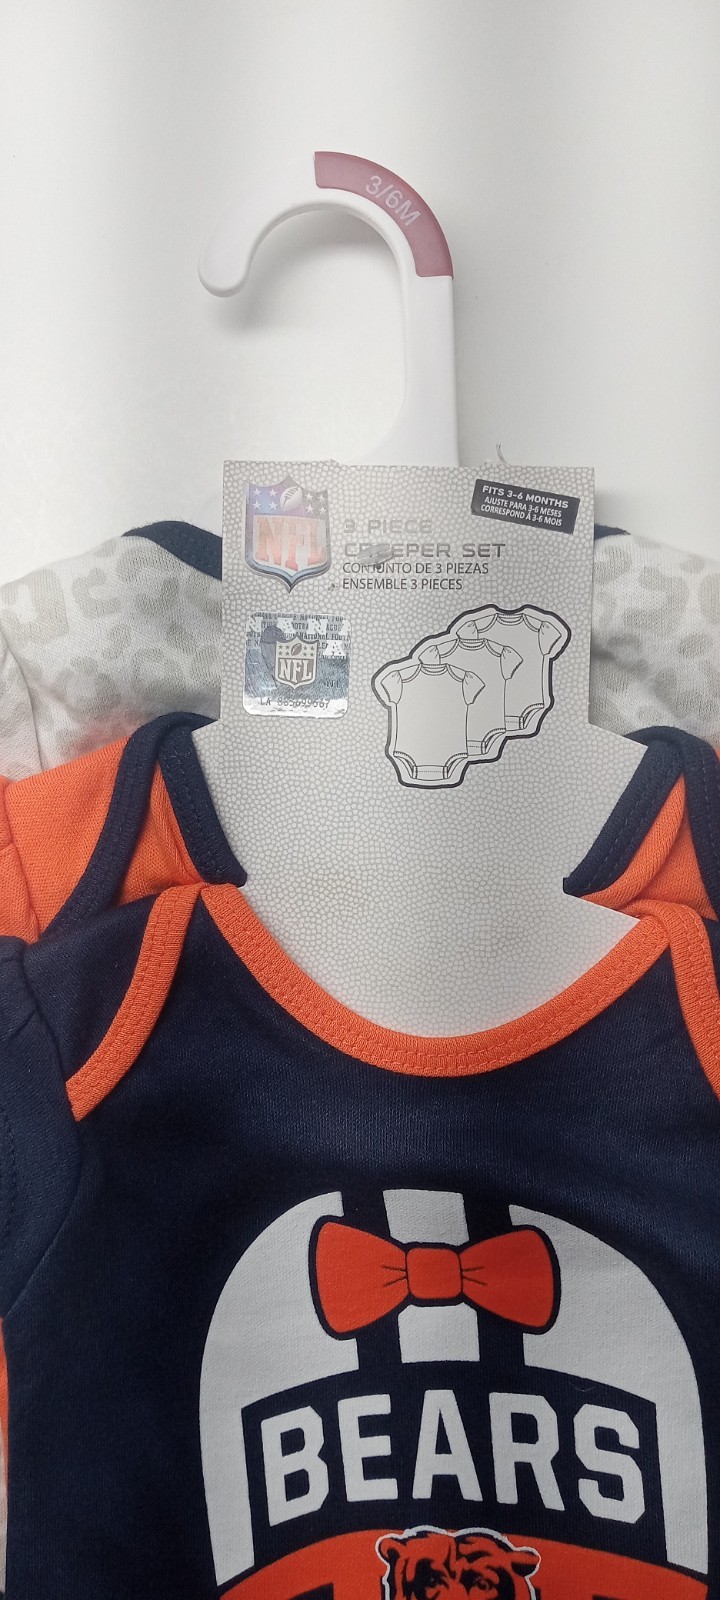 3/6M
NFL
3 PIECE
CREEPER SET
CONJUNTO DE 3 PIEZAS
ENSEMBLE 3 PIECES
FITS 3-6 MONTHS
AJUSTE PARA 3-6 MESES
CORRESPOND À 3-6 MOIS
NFL
BEARS